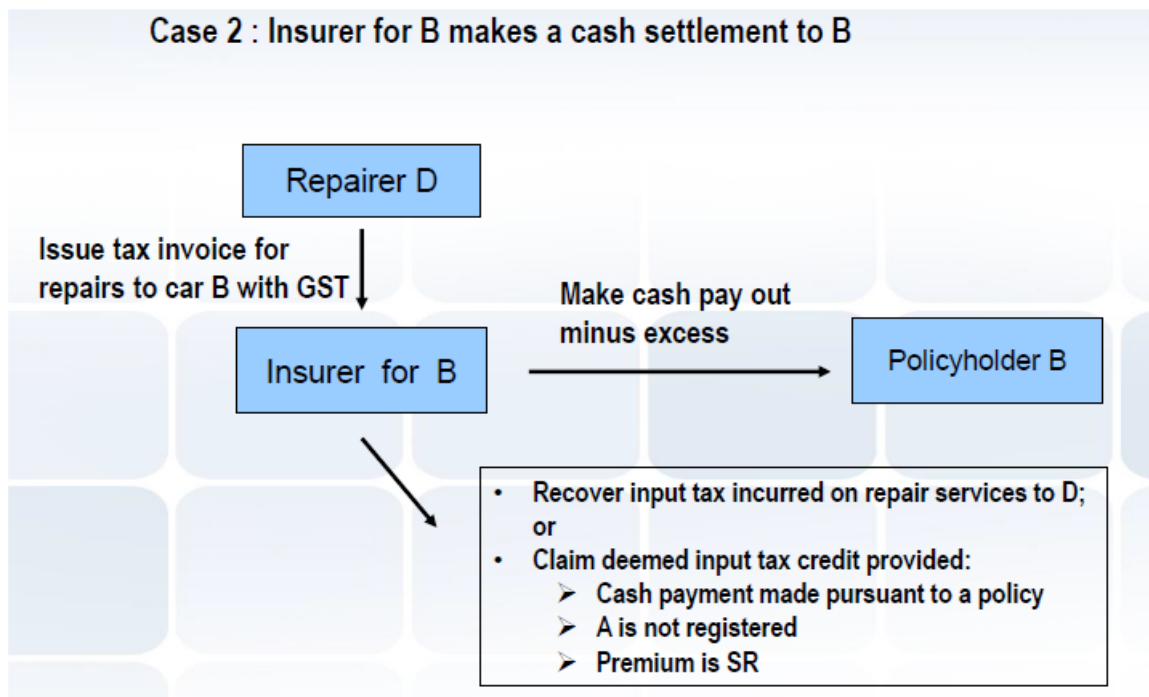 Case 2 : Insurer for B makes a cash settlement to B
Repairer D
Issue tax invoice for
repairs to car B with GST
Make cash pay out
minus excess
Insurer for B
Policyholder B
• Recover input tax incurred on repair services to D;
or
• Claim deemed input tax credit provided:
➢ Cash payment made pursuant to a policy
➢ A is not registered
➢ Premium is SR